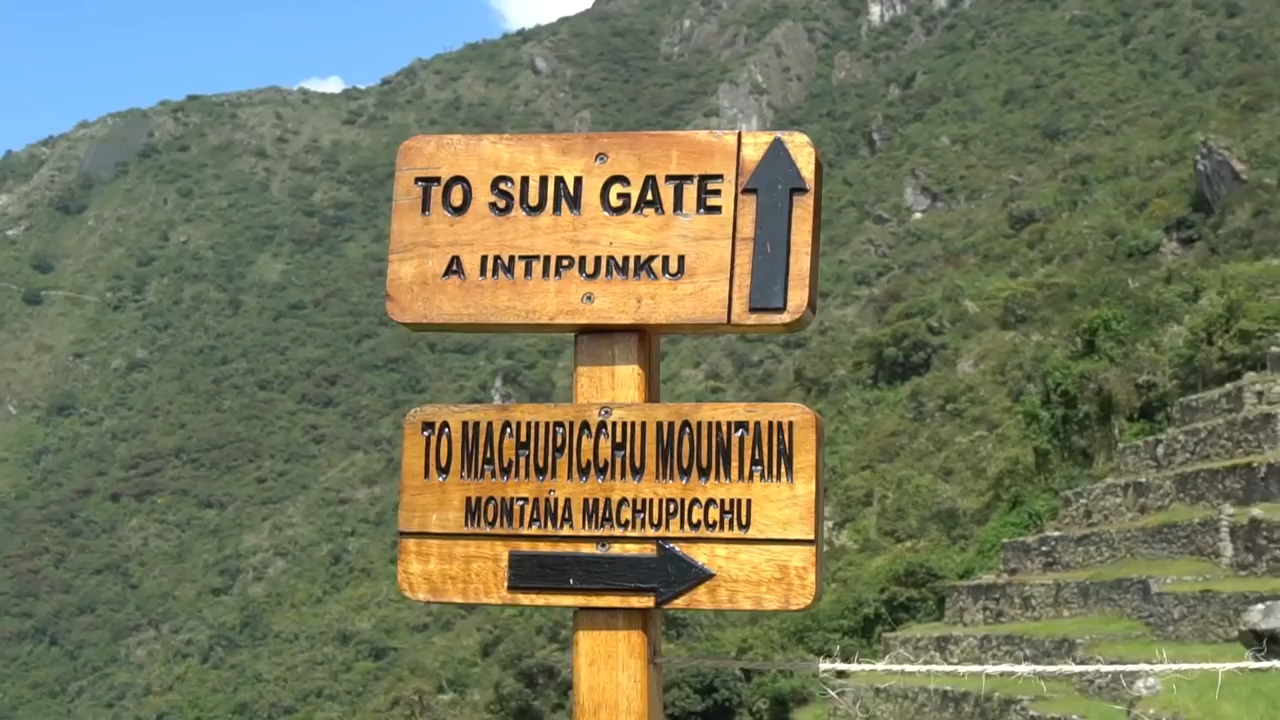 TO SUN GATE
A INTIPUNKU
TO MACHUPICCHU MOUNTAIN
MONTAÑA MACHUPICCHU